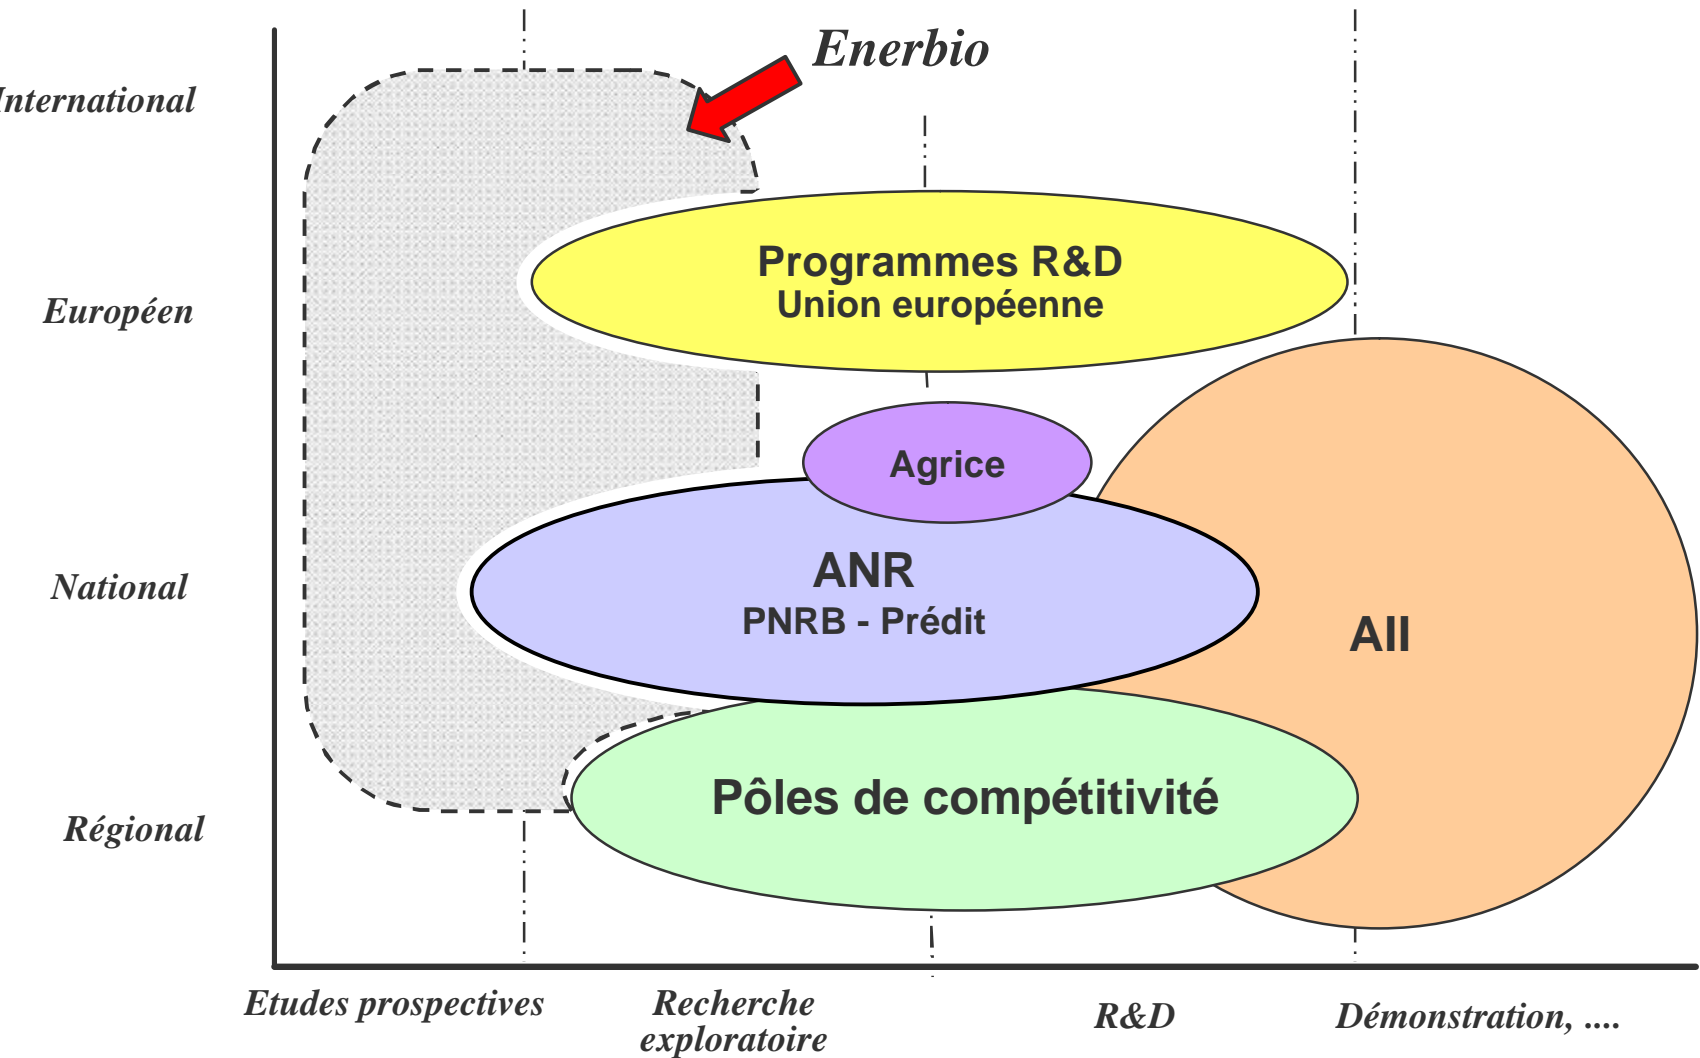 Enerbio
International
Programmes R&D
Union européenne
Européen
Agrice
ANR
PNRB - Prédit
National
AII
Pôles de compétitivité
Régional
Etudes prospectives
Recherche
exploratoire
R&D
Démonstration, ....